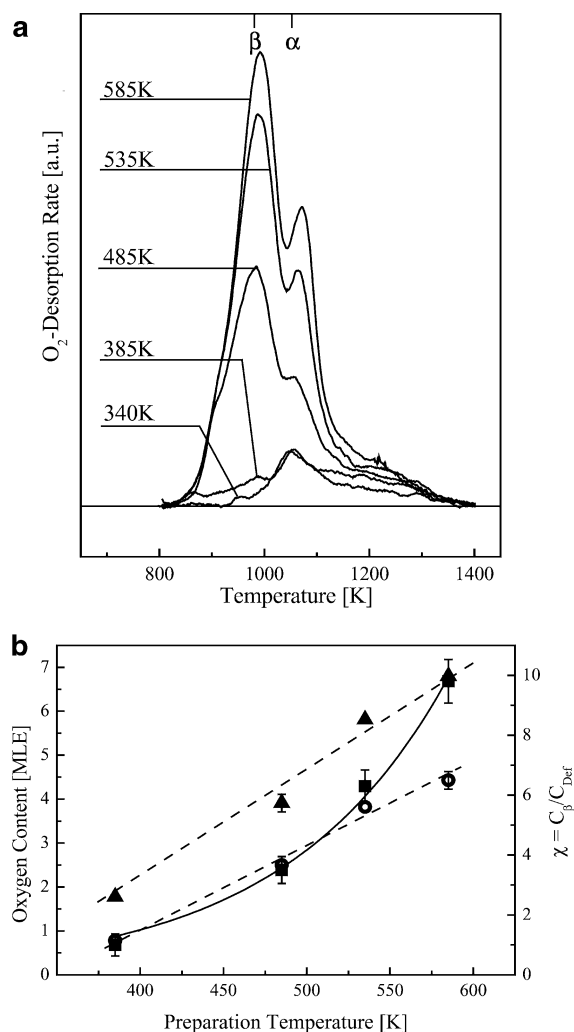 a
β α
585K
535K
485K
385K
340K
O2-Desorption Rate [a.u.]
800 1000 1200 1400
Temperature [K]
b
7
6
5
4
3
2
1
0
Oxygen Content [MLE]
10
8
6
4
2
0
χ = Cβ/CDef
400 450 500 550 600
Preparation Temperature [K]